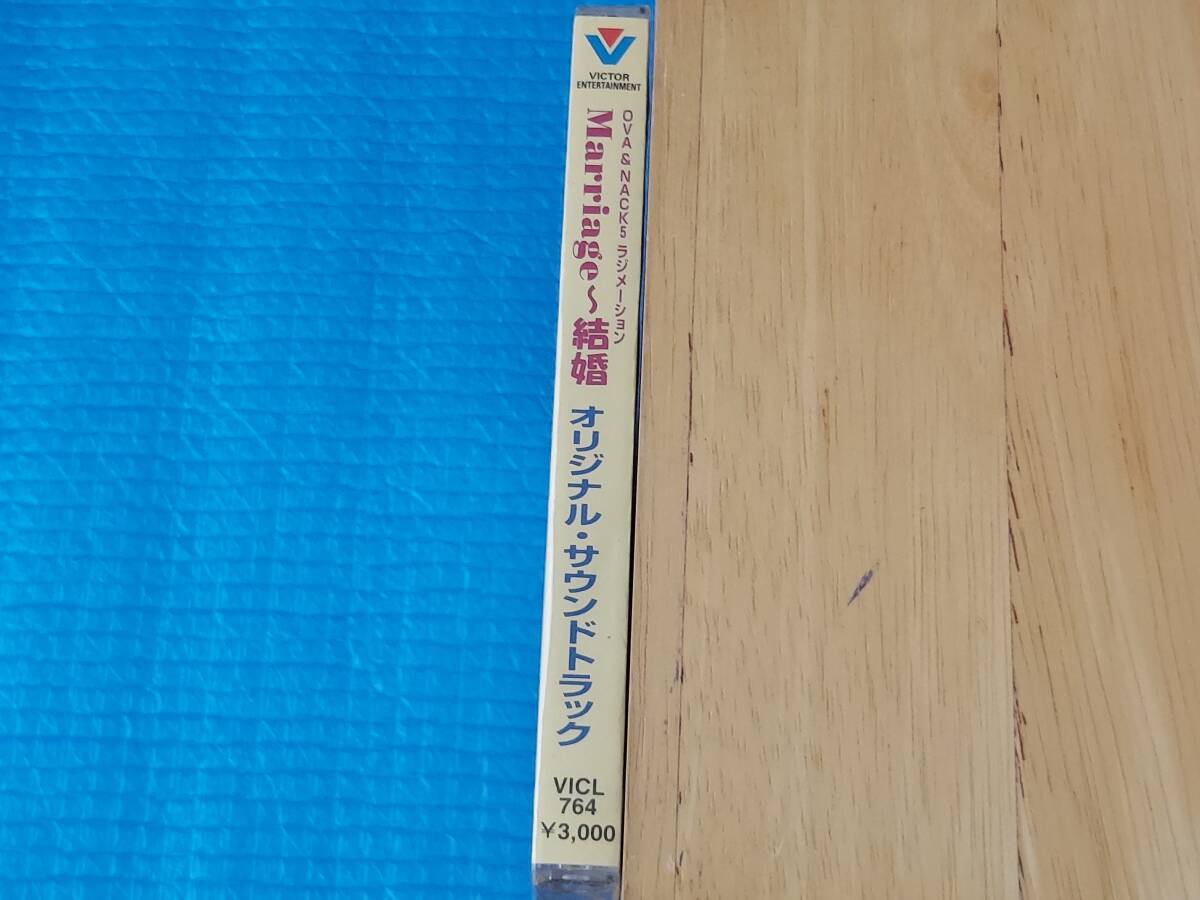 VICTOR
ENTERTAINMENT
OVA & NACK5 ラジメーション
Marriage〜結婚
オリジナル・サウンドトラック
VICL
764
¥3,000